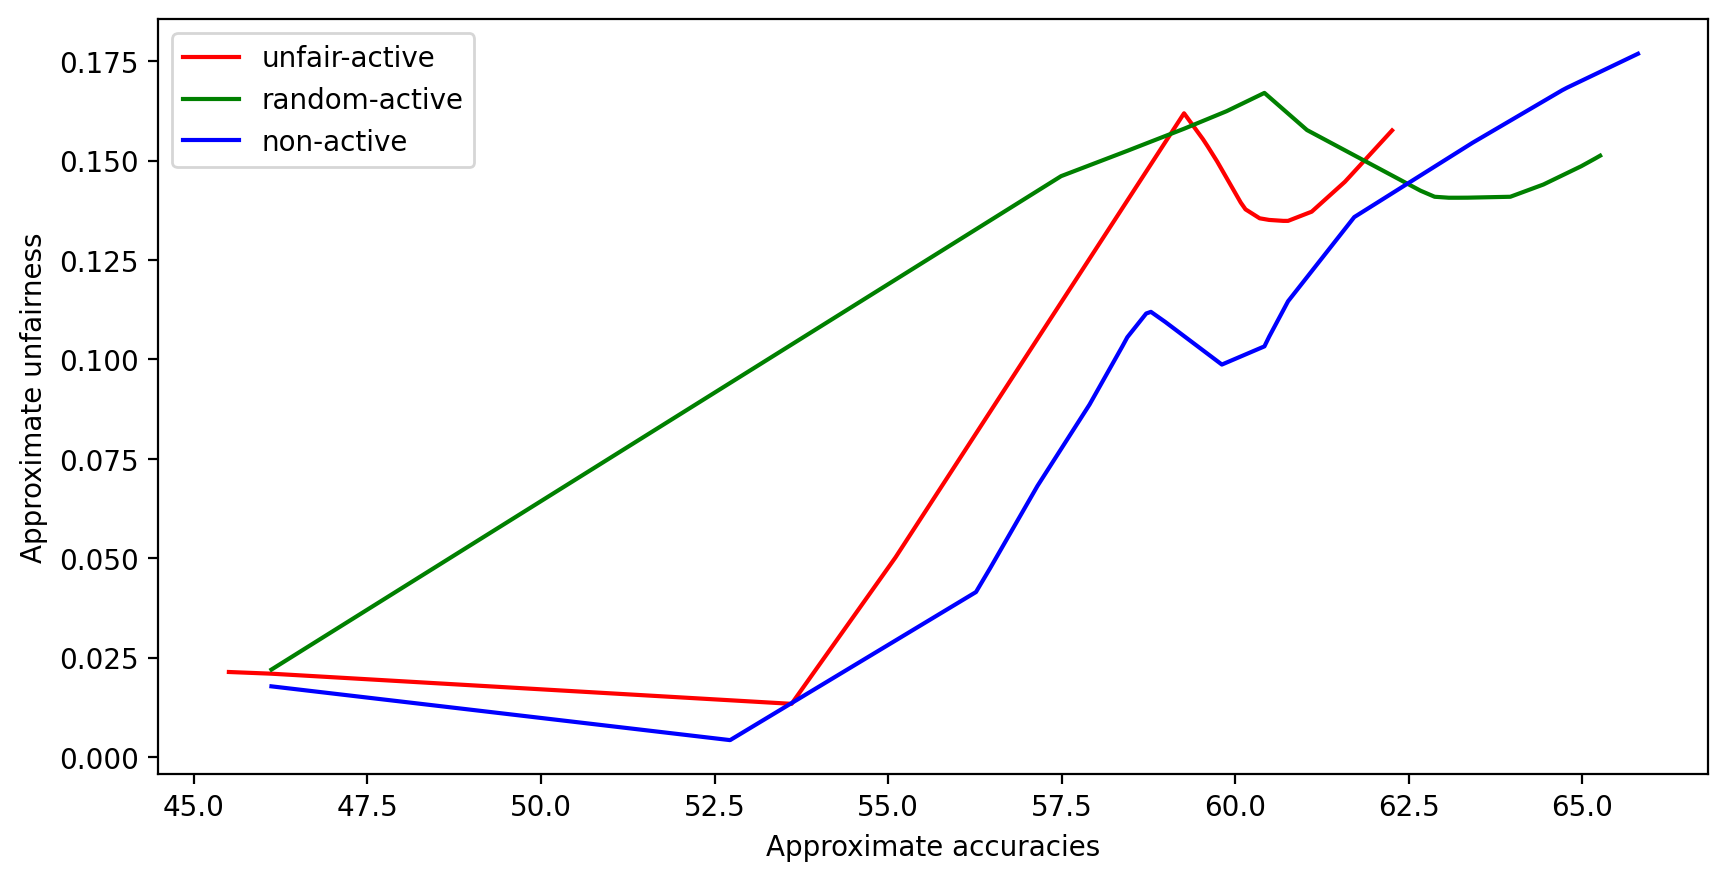 unfair-active
random-active
non-active
Approximate unfairness
0.175
0.150
0.125
0.100
0.075
0.050
0.025
0.000
45.0 47.5 50.0 52.5 55.0 57.5 60.0 62.5 65.0
Approximate accuracies